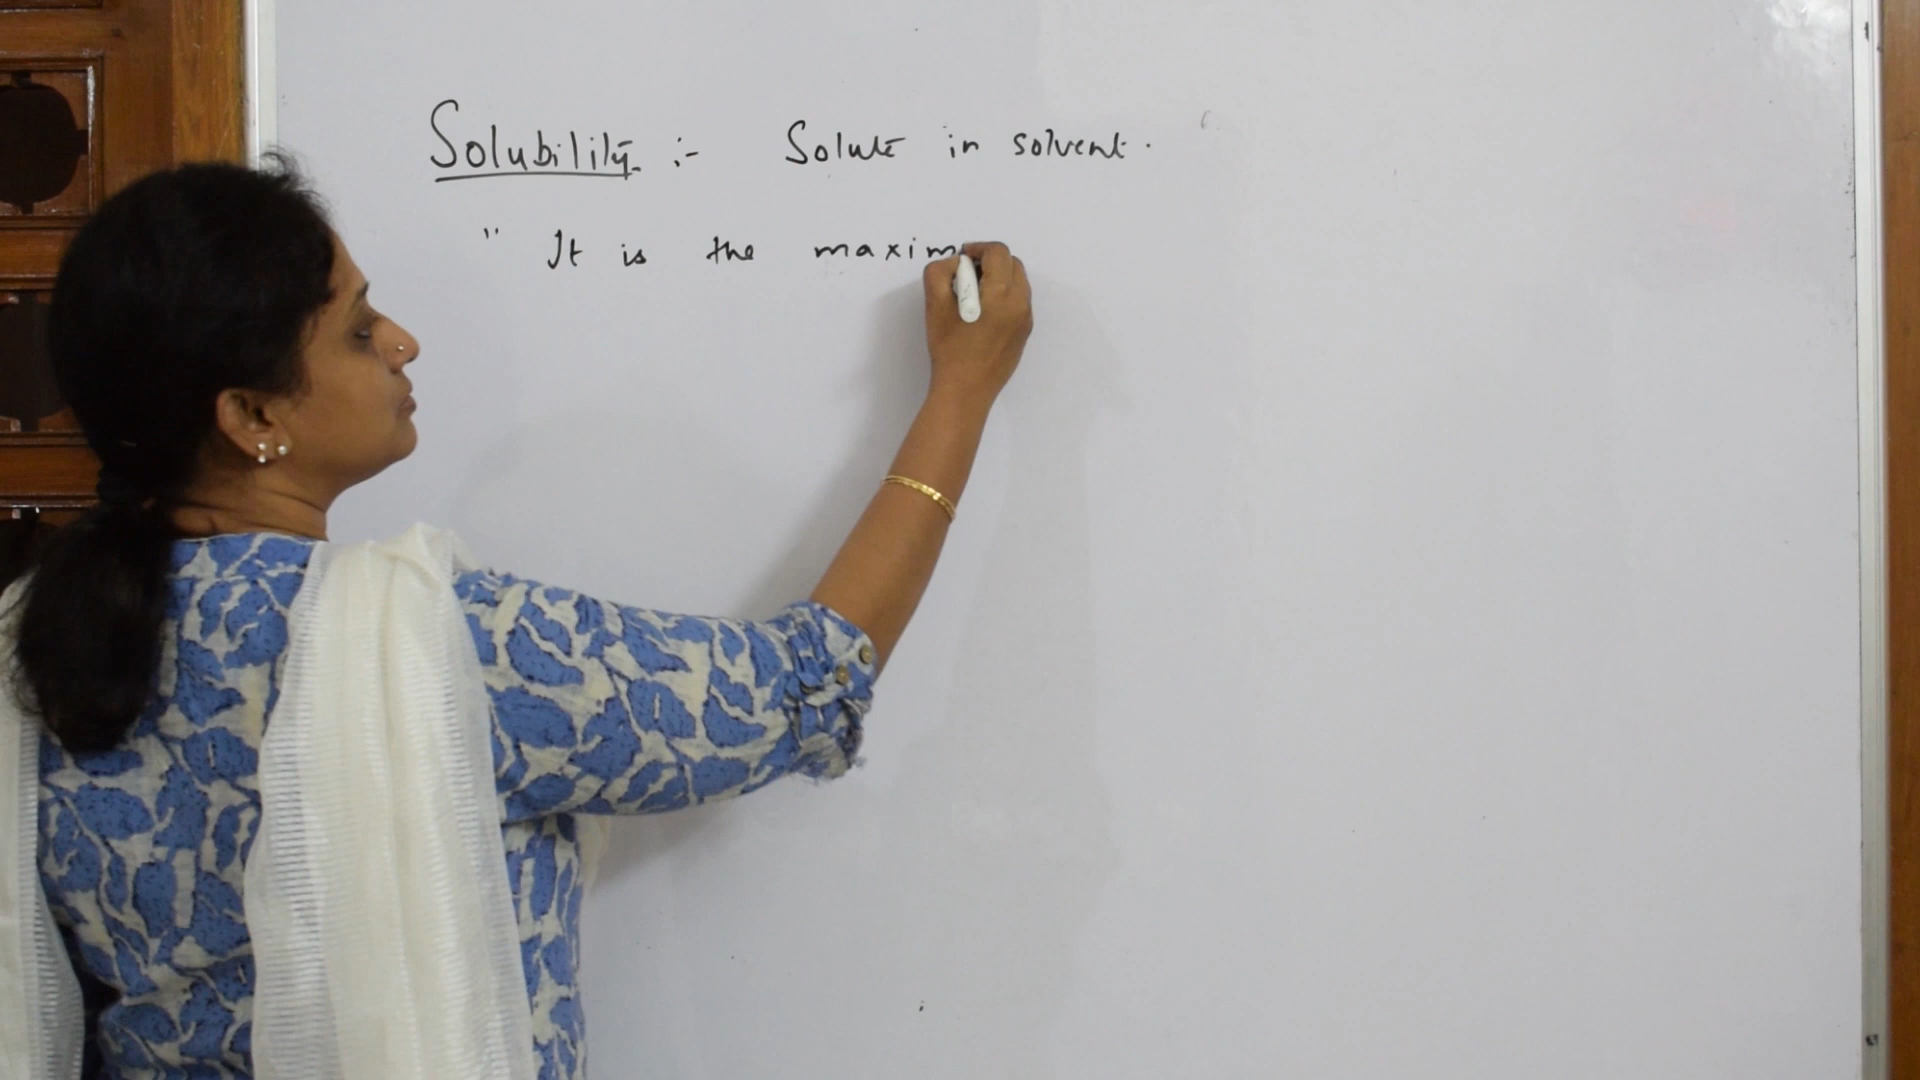 Solubility :- Solute in solvent.
" It is the maxim